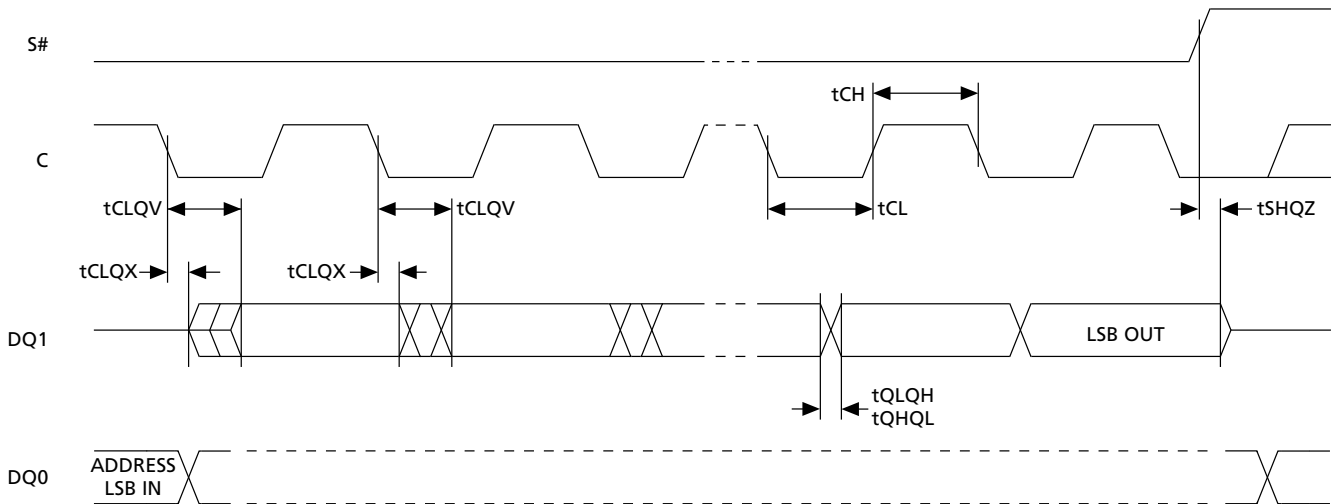 S#
tCH
C
tCLQV
tCLQV
tCL
tSHQZ
tCLQX
tCLQX
DQ1
LSB OUT
tQLQH
tQHQL
DQ0
ADDRESS
LSB IN